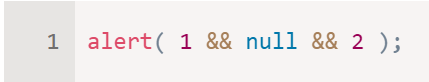 1 alert( 1 && null && 2 );